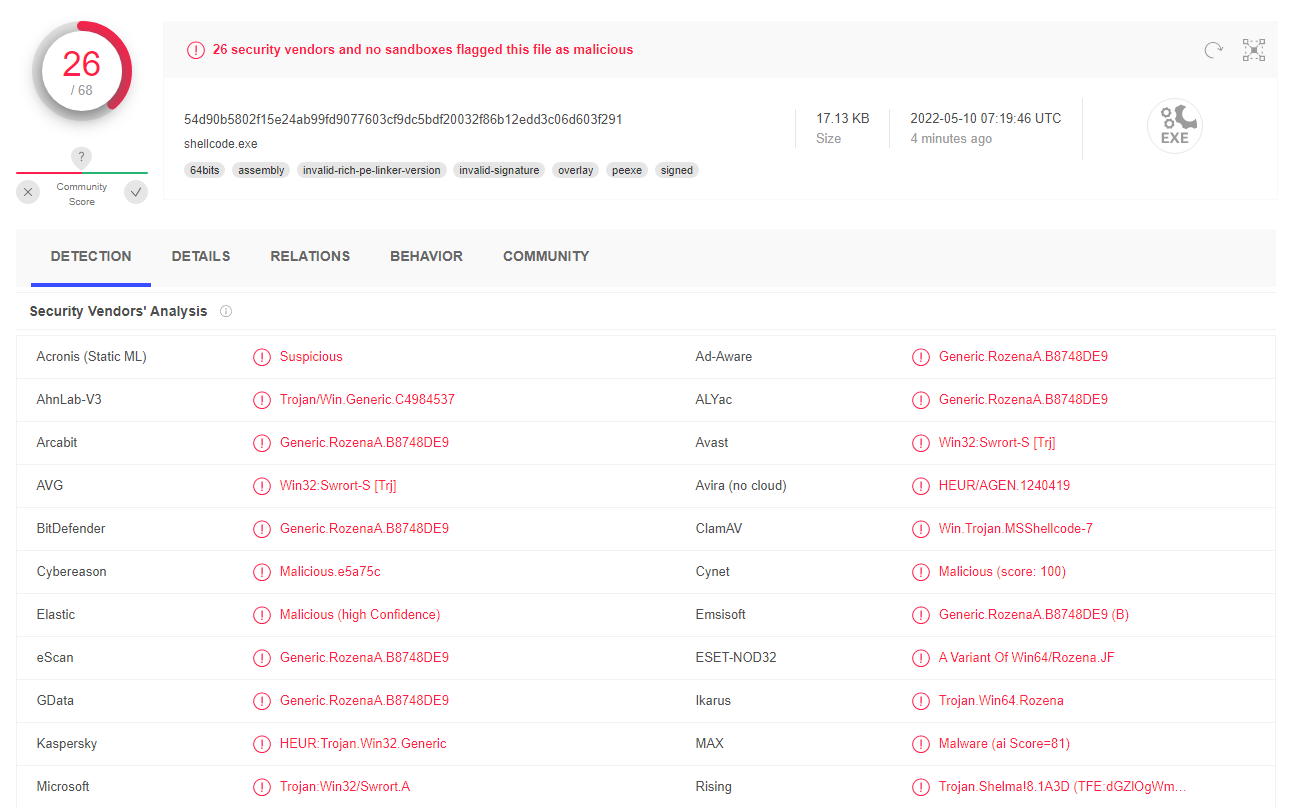 26
/ 68
26 security vendors and no sandboxes flagged this file as malicious
54d90b5802f15e24ab99fd9077603cf9dc5bdf20032f86b12edd3c06d603f291
shellcode.exe
64bits assembly invalid-rich-pe-linker-version invalid-signature overlay peexe signed
17.13 KB
Size
2022-05-10 07:19:46 UTC
4 minutes ago
EXE
?
Community
Score
DETECTION DETAILS RELATIONS BEHAVIOR COMMUNITY
Security Vendors' Analysis
Acronis (Static ML) Suspicious Ad-Aware Generic.RozenaA.B8748DE9
AhnLab-V3 Trojan/Win.Generic.C4984537 ALYac Generic.RozenaA.B8748DE9
Arcabit Generic.RozenaA.B8748DE9 Avast Win32:Swrort-S [Trj]
AVG Win32:Swrort-S [Trj] Avira (no cloud) HEUR/AGEN.1240419
BitDefender Generic.RozenaA.B8748DE9 ClamAV Win.Trojan.MSShellcode-7
Cybereason Malicious.e5a75c Cynet Malicious (score: 100)
Elastic Malicious (high Confidence) Emsisoft Generic.RozenaA.B8748DE9 (B)
eScan Generic.RozenaA.B8748DE9 ESET-NOD32 A Variant Of Win64/Rozena.JF
GData Generic.RozenaA.B8748DE9 Ikarus Trojan.Win64.Rozena
Kaspersky HEUR:Trojan.Win32.Generic MAX Malware (ai Score=81)
Microsoft Trojan:Win32/Swrort.A Rising Trojan.Shelma!8.1A3D (TFE:dGZlOgWm...